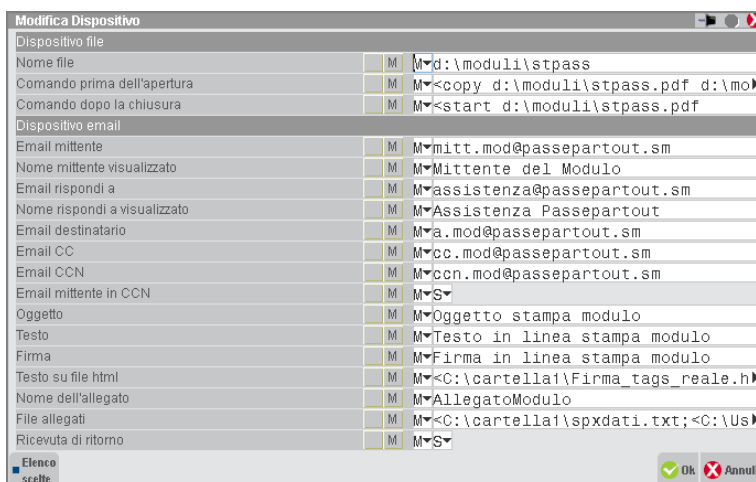 Modifica Dispositivo
Dispositivo file
Nome file M M d:\moduli\stpass
Comando prima dell'apertura M M <copy d:\moduli\stpass.pdf d:\mo
Comando dopo la chiusura M M <start d:\moduli\stpass.pdf
Dispositivo email
Email mittente M M mitt.mod@passepartout.sm
Nome mittente visualizzato M M Mittente del Modulo
Email rispondi a M M assistenza@passepartout.sm
Nome rispondi a visualizzato M M Assistenza Passepartout
Email destinatario M M a.mod@passepartout.sm
Email CC M M cc.mod@passepartout.sm
Email CCN M M ccn.mod@passepartout.sm
Email mittente in CCN M M S
Oggetto M M Oggetto stampa modulo
Testo M M Testo in linea stampa modulo
Firma M M Firma in linea stampa modulo
Testo su file html M M <C:\cartella1\Firma_tags_reale.h
Nome dell'allegato M M AllegatoModulo
File allegati M M <C:\cartella1\spxdati.txt;<C:\Us
Ricevuta di ritorno M M S
Elenco scelte Ok Annull